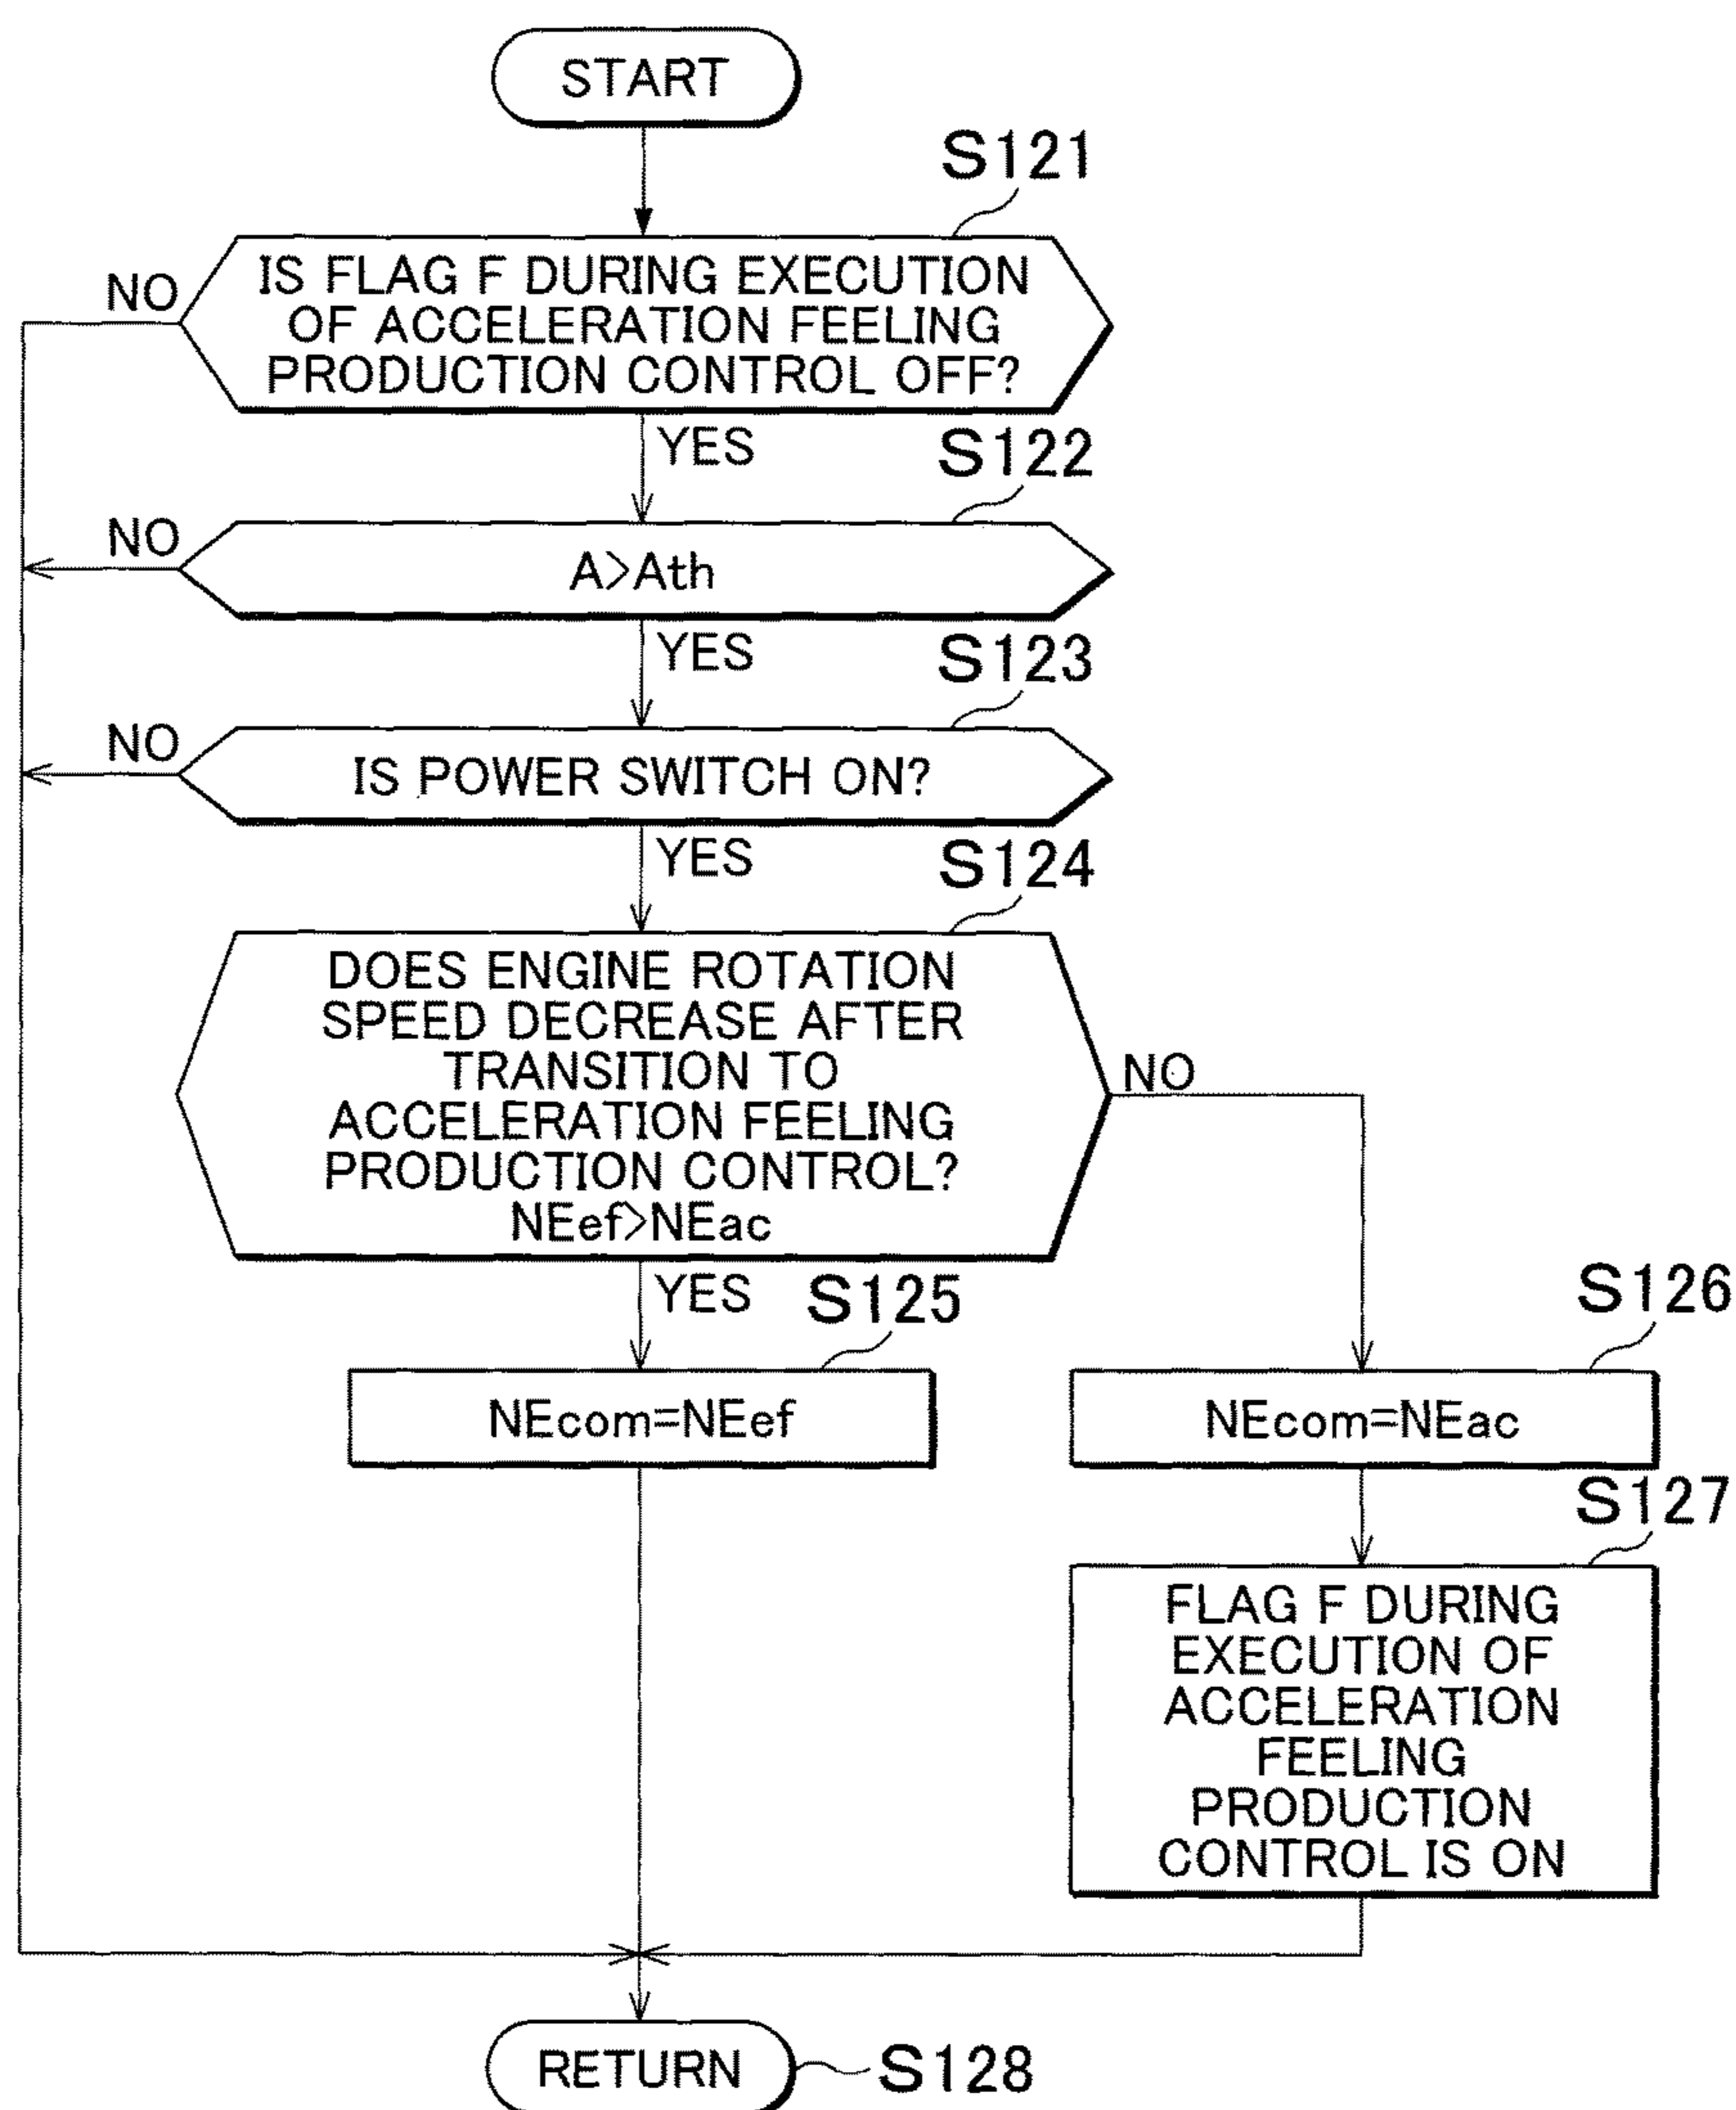 START
S121
IS FLAG F DURING EXECUTION
OF ACCELERATION FEELING
PRODUCTION CONTROL OFF?
NO
YES
S122
A>Ath
NO
YES
S123
IS POWER SWITCH ON?
NO
YES
S124
DOES ENGINE ROTATION
SPEED DECREASE AFTER
TRANSITION TO
ACCELERATION FEELING
PRODUCTION CONTROL?
NEef>NEac
NO
YES
S125
NEcom=NEef
S126
NEcom=NEac
S127
FLAG F DURING
EXECUTION OF
ACCELERATION
FEELING
PRODUCTION
CONTROL IS ON
RETURN
S128